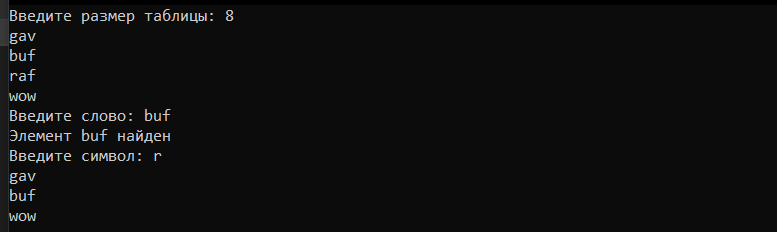 Введите размер таблицы: 8
gav
buf
raf
wow
Введите слово: buf
Элемент buf найден
Введите символ: r
gav
buf
wow